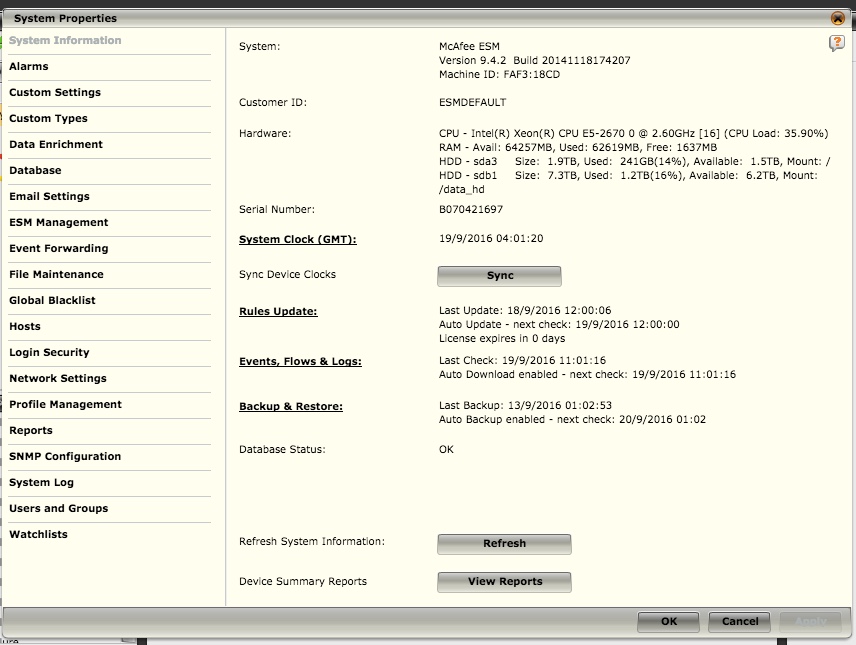 System Properties
System Information
Alarms
Custom Settings
Custom Types
Data Enrichment
Database
Email Settings
ESM Management
Event Forwarding
File Maintenance
Global Blacklist
Hosts
Login Security
Network Settings
Profile Management
Reports
SNMP Configuration
System Log
Users and Groups
Watchlists
System: McAfee ESM
Version 9.4.2 Build 20141118174207
Machine ID: FAF3:18CD
Customer ID: ESMDEFAULT
Hardware: CPU - Intel(R) Xeon(R) CPU E5-2670 0 @ 2.60GHz [16] (CPU Load: 35.90%)
RAM - Avail: 64257MB, Used: 62619MB, Free: 1637MB
HDD - sda3 Size: 1.9TB, Used: 241GB(14%), Available: 1.5TB, Mount: /
HDD - sdb1 Size: 7.3TB, Used: 1.2TB(16%), Available: 6.2TB, Mount:
/data_hd
Serial Number: B070421697
System Clock (GMT): 19/9/2016 04:01:20
Sync Device Clocks Sync
Rules Update: Last Update: 18/9/2016 12:00:06
Auto Update - next check: 19/9/2016 12:00:00
License expires in 0 days
Events, Flows & Logs: Last Check: 19/9/2016 11:01:16
Auto Download enabled - next check: 19/9/2016 11:01:16
Backup & Restore: Last Backup: 13/9/2016 01:02:53
Auto Backup enabled - next check: 20/9/2016 01:02
Database Status: OK
Refresh System Information: Refresh
Device Summary Reports View Reports
OK Cancel Apply